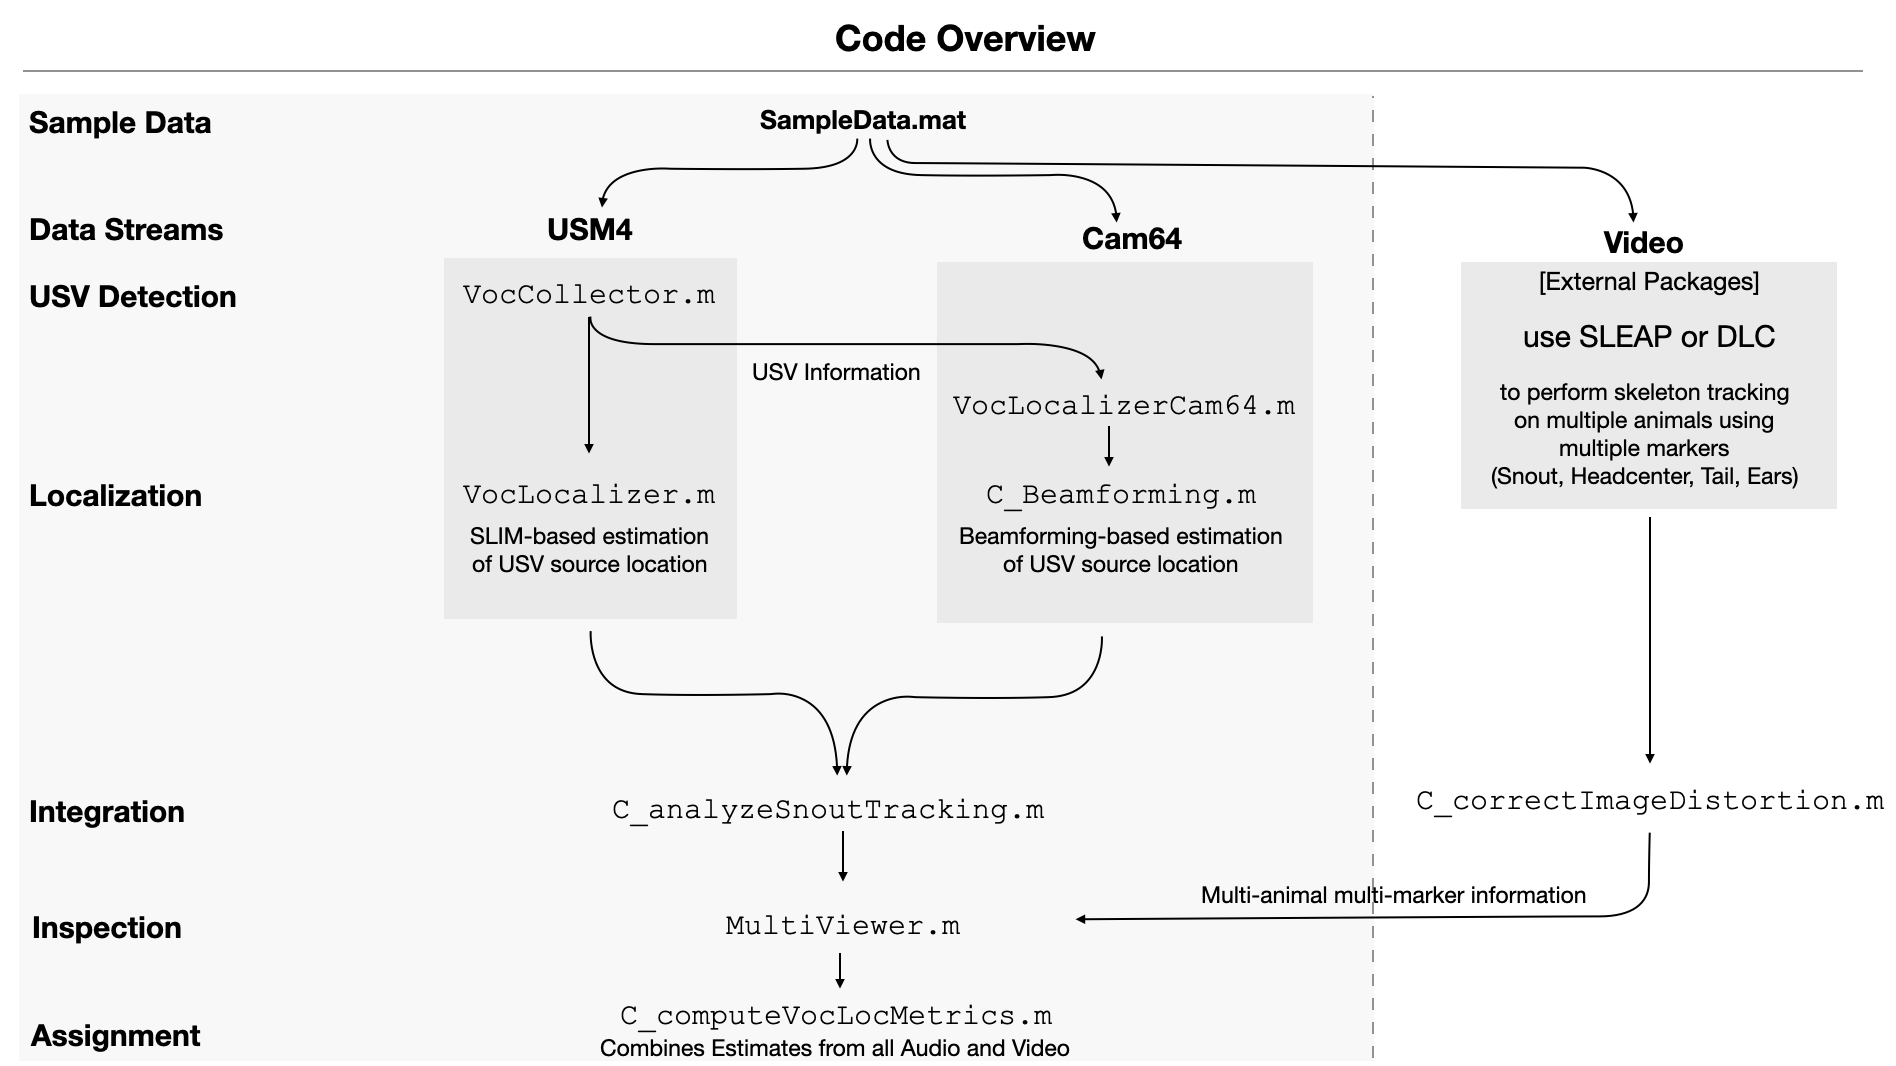 Code Overview
Sample Data
SampleData.mat
Data Streams
USM4
Cam64
Video
USV Detection
VocCollector.m
[External Packages]
use SLEAP or DLC
USV Information
VocLocalizerCam64.m
to perform skeleton tracking
on multiple animals using
multiple markers
(Snout, Headcenter, Tail, Ears)
Localization
VocLocalizer.m
SLIM-based estimation
of USV source location
C_Beamforming.m
Beamforming-based estimation
of USV source location
Integration
C_analyzeSnoutTracking.m
C_correctImageDistortion.m
Multi-animal multi-marker information
Inspection
MultiViewer.m
Assignment
C_computeVocLocMetrics.m
Combines Estimates from all Audio and Video